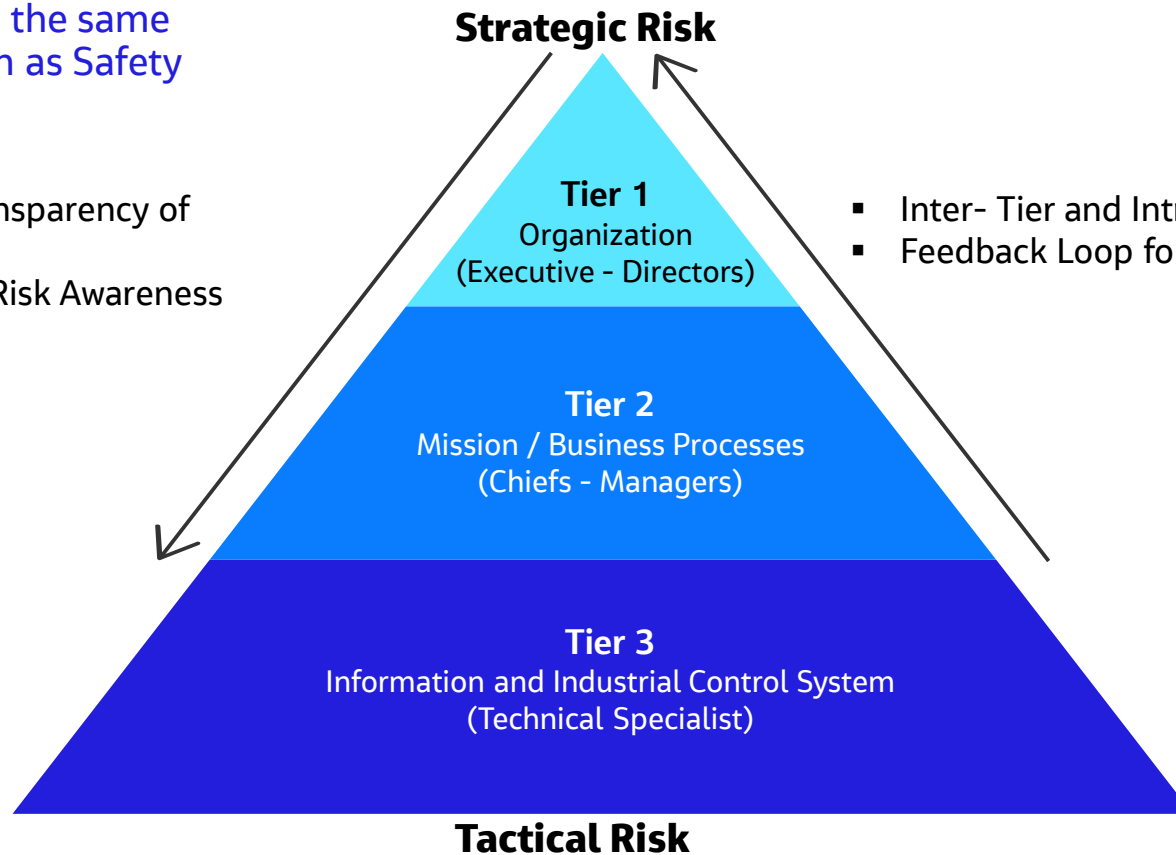 the same
as Safety
Strategic Risk
of
Risk Awareness
Tier 1
Organization
(Executive - Directors)
▪ Inter- Tier and
▪ Feedback Loop
Tier 2
Mission / Business Processes
(Chiefs - Managers)
Tier 3
Information and Industrial Control System
(Technical Specialist)
Tactical Risk